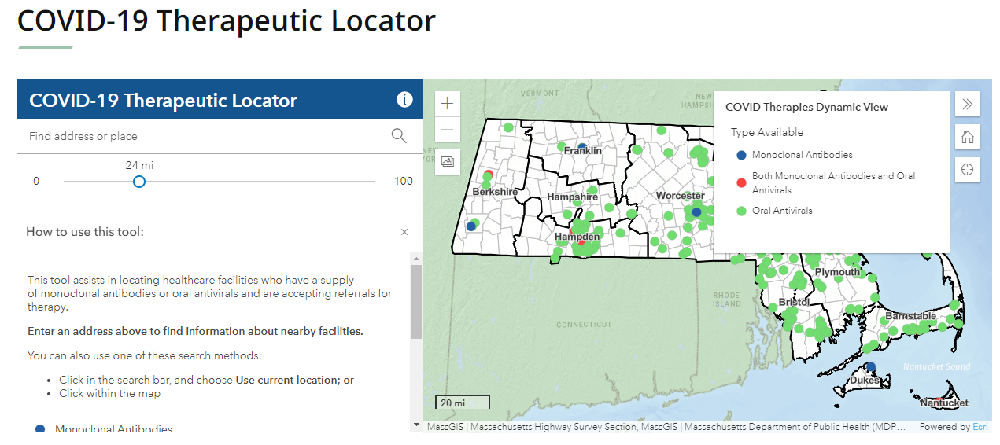 COVID-19 Therapeutic Locator
COVID-19 Therapeutic Locator
Find address or place
24 mi
0
100
How to use this tool:
This tool assists in locating healthcare facilities who have a supply
of monoclonal antibodies or oral antivirals and are accepting referrals for
therapy.
Enter an address above to find information about nearby facilities.
You can also use one of these search methods:
• Click in the search bar, and choose Use current location; or
• Click within the map
Monoclonal Antibodies
VERMONT
NEW
HAMPSH
COVID Therapies Dynamic View
Type Available
Monoclonal Antibodies
Both Monoclonal Antibodies and Oral
Antivirals
Oral Antivirals
Franklin
Berkshire
Hampshire
Worcester
Hampden
Plymouth
RHODE
ISLAND
Bristol
CONNECTICUT
Barnstable
Nantucket Sound
Dukes
Nantucket
20 mi
MassGIS | Massachusetts Highway Survey Section, MassGIS | Massachusetts Department of Public Health (MDP...
Powered by Esri